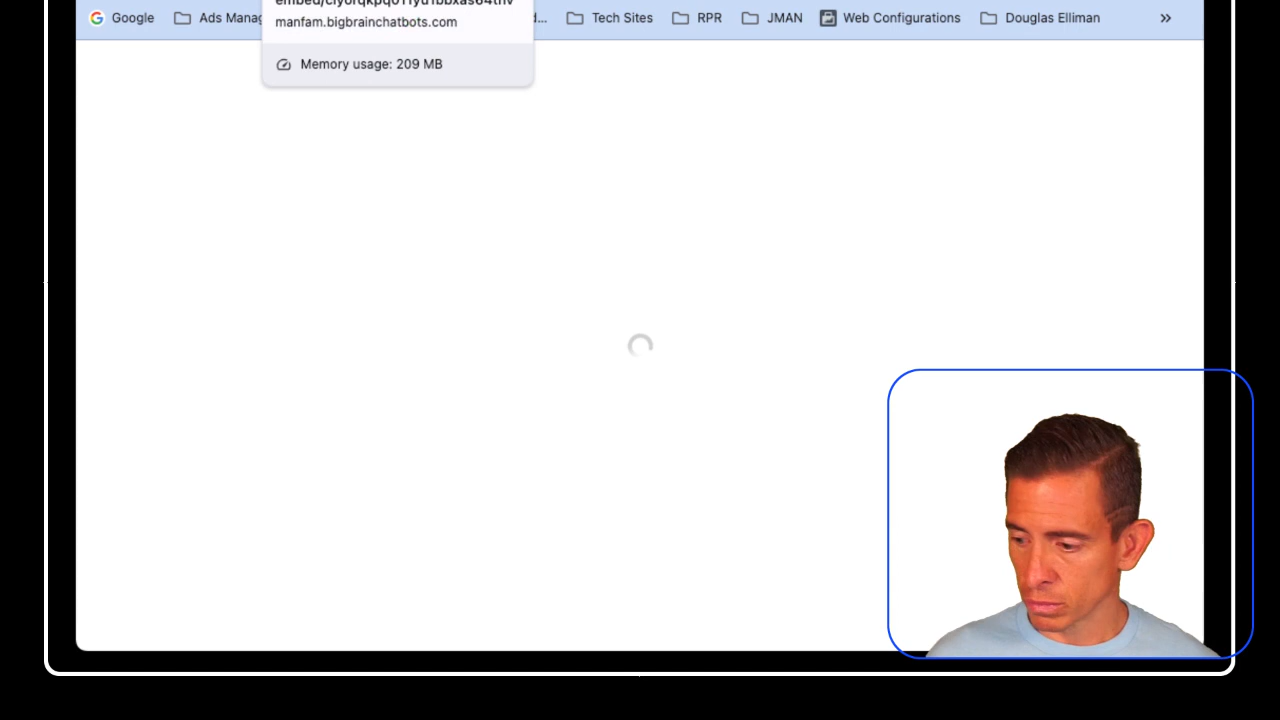 manfam.bigbrainchatbots.com
Memory usage: 209 MB
Google
Ads Manag
d...
Tech Sites
RPR
JMAN
Web Configurations
Douglas Elliman
»